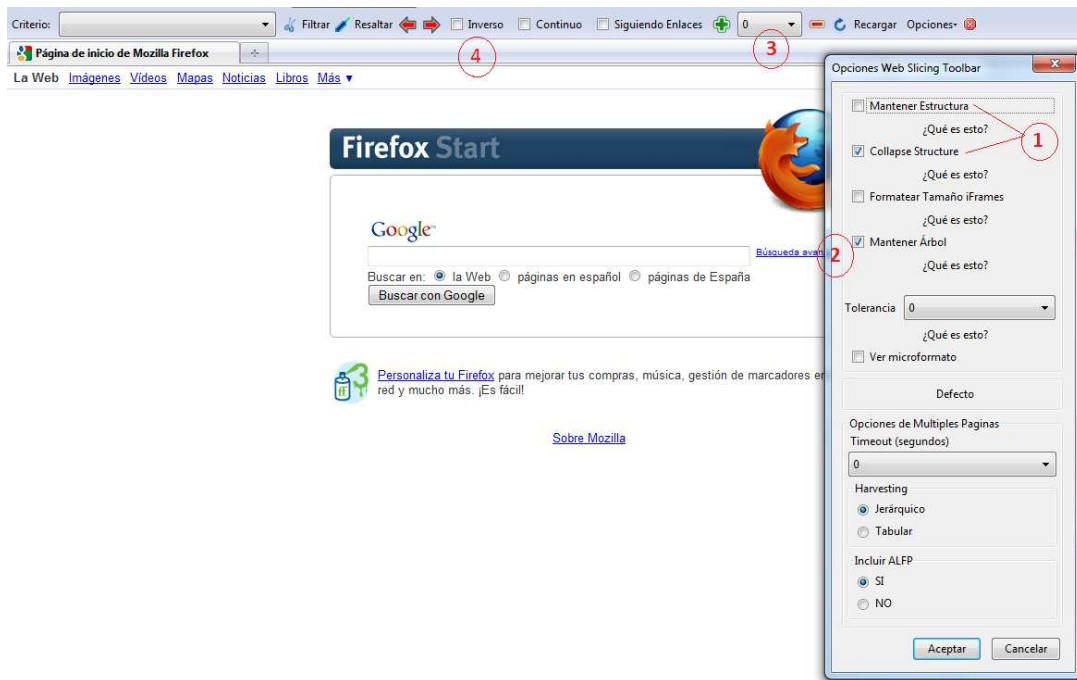 Criterio: Filtrar Resaltar Inverso Continuo Siguiendo Enlaces 0 Recargar Opciones
Página de inicio de Mozilla Firefox
4
3
La Web Imágenes Vídeos Mapas Noticias Libros Más ▼
Firefox Start
Google™
Búsqueda
Buscar en: la Web páginas en español páginas de España
Buscar con Google
Personaliza tu Firefox para mejorar tus compras, música, gestión de marcadores en
red y mucho más. ¡Es fácil!
Sobre Mozilla
Opciones Web Slicing Toolbar
Mantener Estructura
¿Qué es esto?
1
Collapse Structure
¿Qué es esto?
Formatear Tamaño iFrames
¿Qué es esto?
2
Mantener Árbol
¿Qué es esto?
Tolerancia 0
¿Qué es esto?
Ver microformato
Defecto
Opciones de Multiples Paginas
Timeout (segundos)
0
Harvesting
Jerárquico
Tabular
Incluir ALFP
SI
NO
Aceptar Cancelar